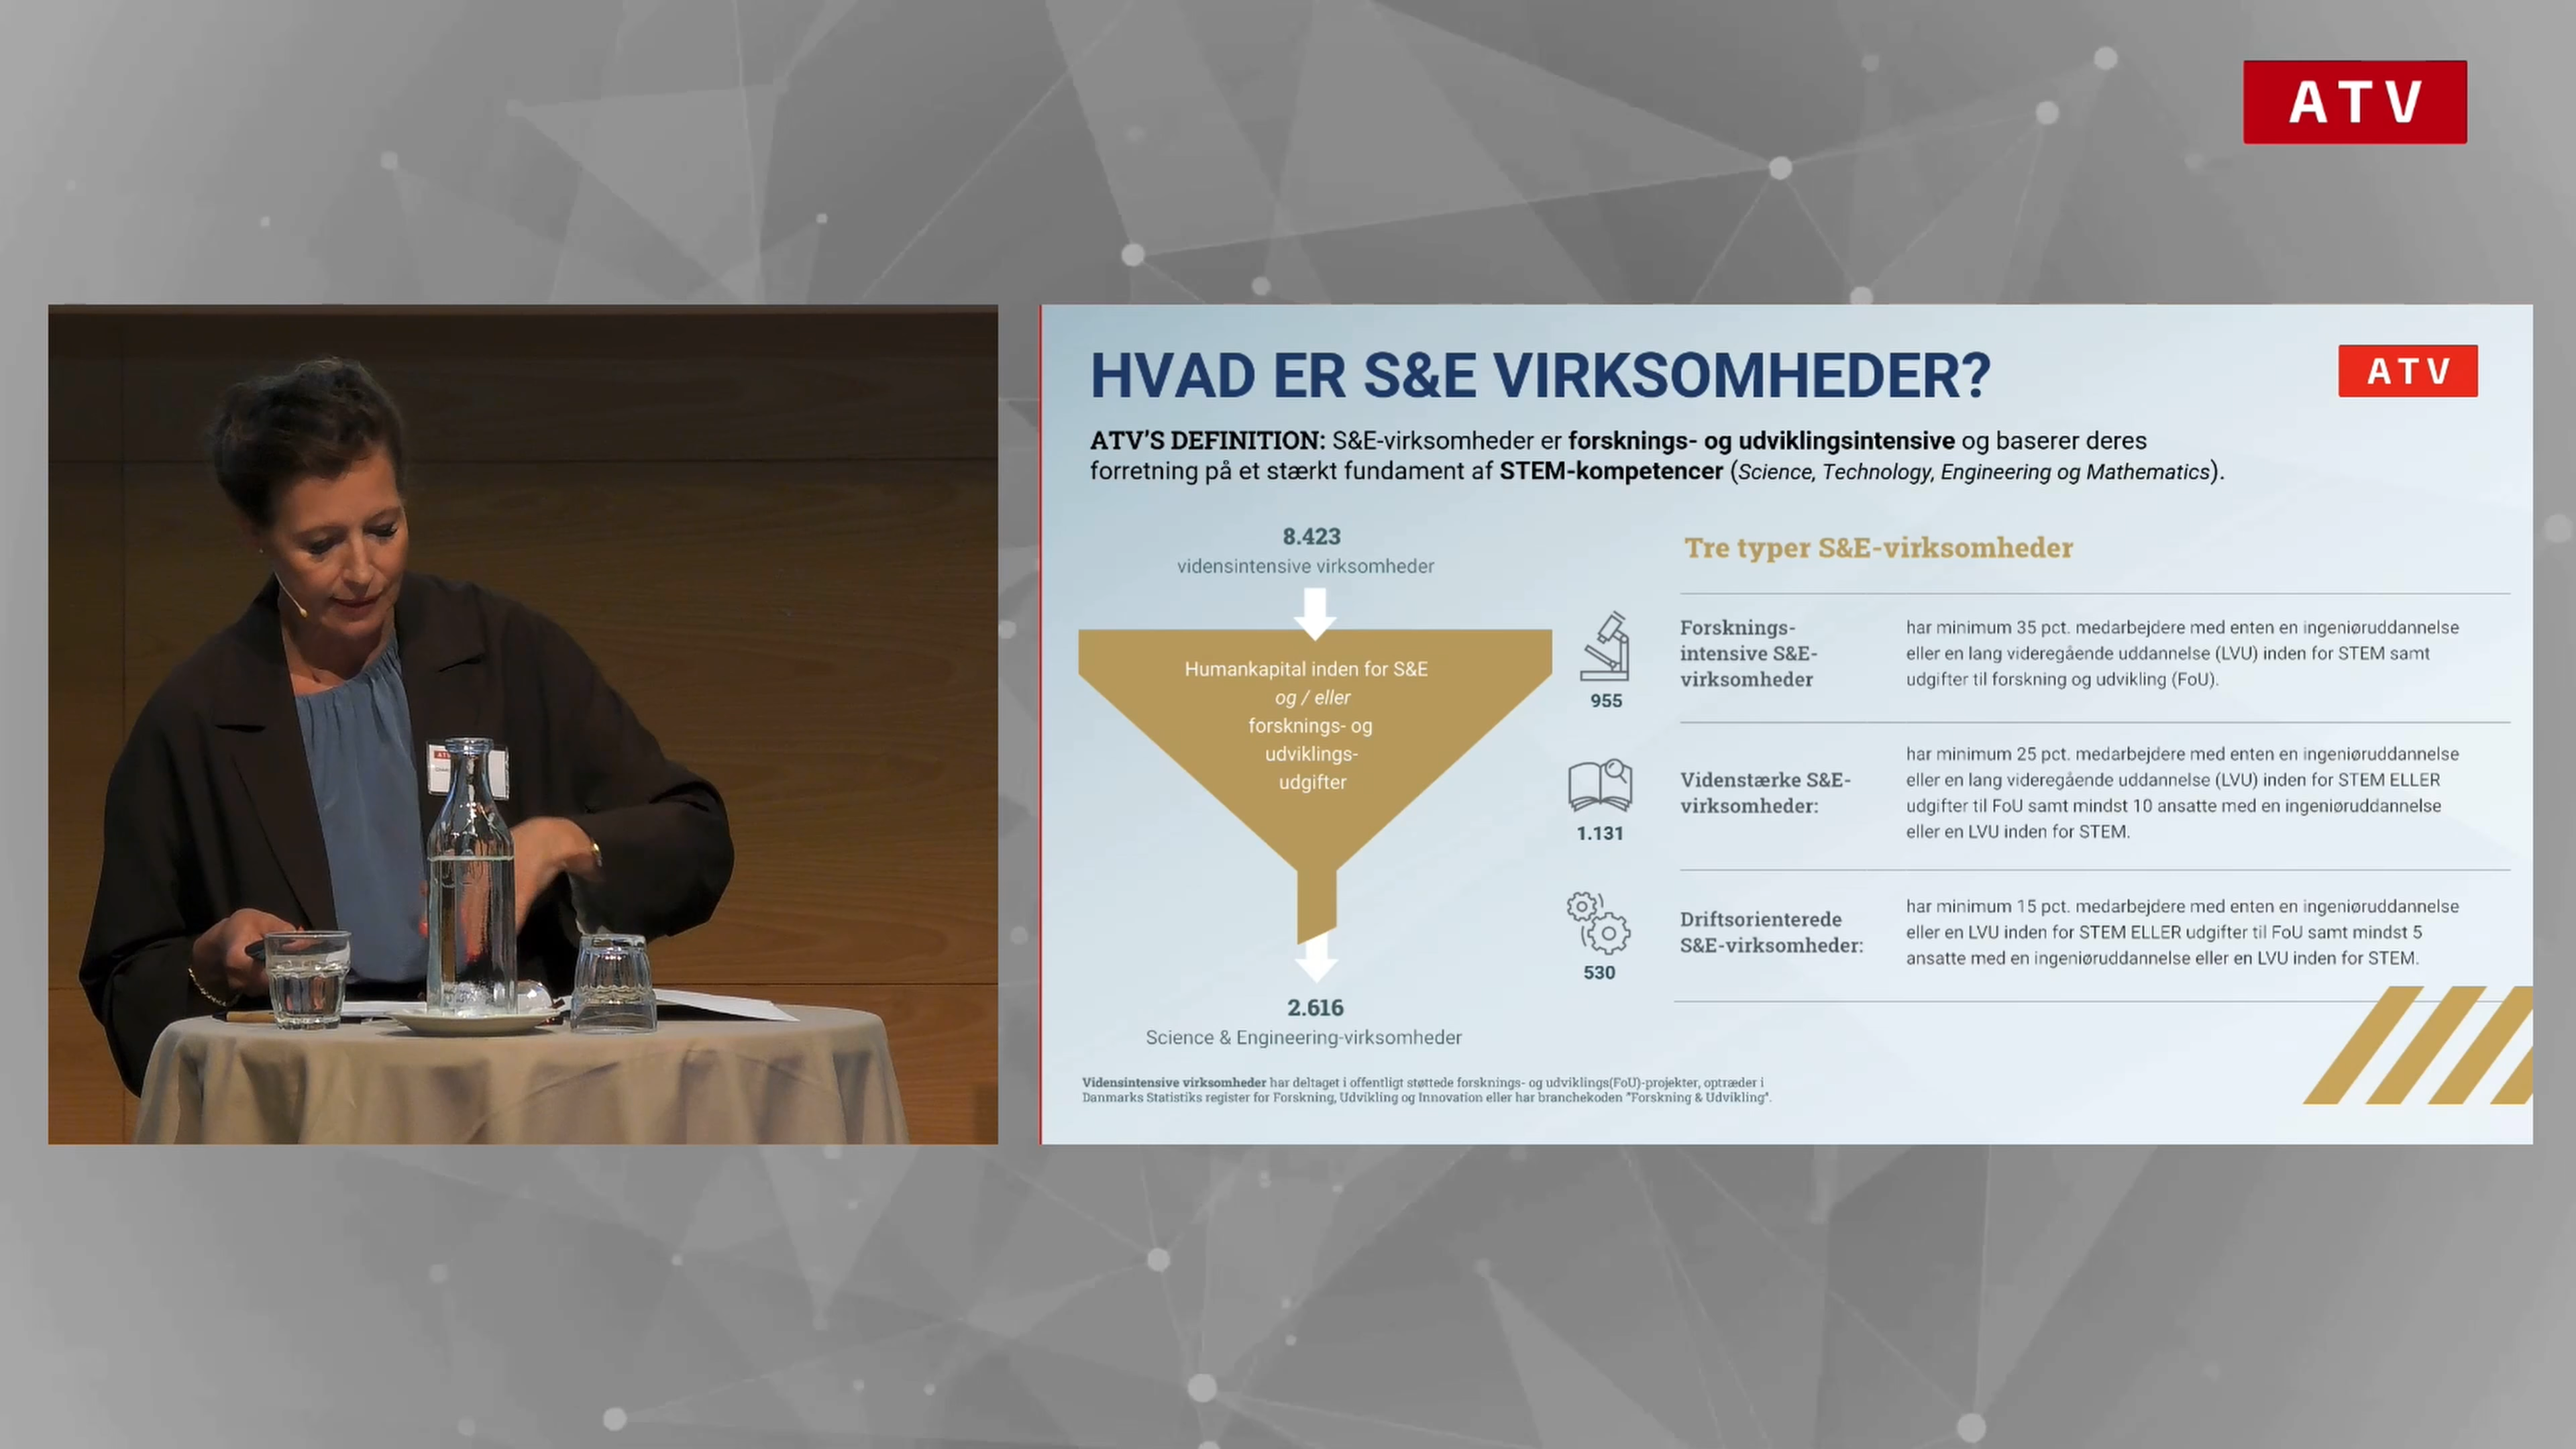 ATV
HVAD ER S&E VIRKSOMHEDER?
ATV
ATV'S DEFINITION: S&E-virksomheder er forsknings- og udviklingsintensive og baserer deres
forretning på et stærkt fundament af STEM-kompetencer (Science, Technology, Engineering og Mathematics).
8.423
vidensintensive virksomheder
Humankapital inden for S&E
og / eller
forsknings- og
udviklings-
udgifter
2.616
Science & Engineering-virksomheder
Tre typer S&E-virksomheder
955
Forsknings-
intensive S&E-
virksomheder
har minimum 35 pct. medarbejdere med enten en ingeniøruddannelse
eller en lang videregående uddannelse (LVU) inden for STEM samt
udgifter til forskning og udvikling (FoU).
1.131
Videnstærke S&E-
virksomheder:
har minimum 25 pct. medarbejdere med enten en ingeniøruddannelse
eller en lang videregående uddannelse (LVU) inden for STEM ELLER
udgifter til FoU samt mindst 10 ansatte med en ingeniøruddannelse
eller en LVU inden for STEM.
530
Driftsorienterede
S&E-virksomheder:
har minimum 15 pct. medarbejdere med enten en ingeniøruddannelse
eller en LVU inden for STEM ELLER udgifter til FoU samt mindst 5
ansatte med en ingeniøruddannelse eller en LVU inden for STEM.
Vidensintensive virksomheder har deltaget i offentligt støttede forsknings- og udviklings(FoU)-projekter, optræder i
Danmarks Statistiks register for Forskning, Udvikling og Innovation eller har branchekoden "Forskning & Udvikling".